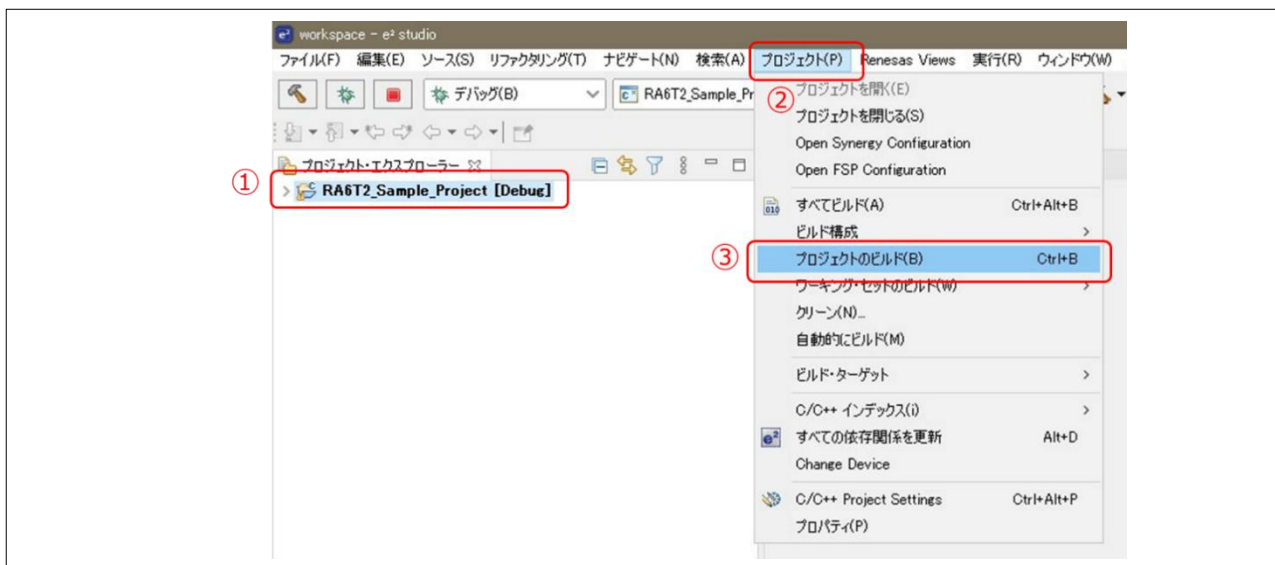 workspace - e² studio
ファイル(F) 編集(E) ソース(S) リファクタリング(T) ナビゲート(N) 検索(A) プロジェクト(P) Renesas Views 実行(R) ウィンドウ(W)
デバッグ(B) RA6T2_Sample_Pr
②
プロジェクトを開く(E)
プロジェクトを閉じる(S)
Open Synergy Configuration
Open FSP Configuration
プロジェクト・エクスプローラー
①
RA6T2_Sample_Project [Debug]
すべてビルド(A) Ctrl+Alt+B
ビルド構成
③
プロジェクトのビルド(B) Ctrl+B
ワーキング・セットのビルド(W)
クリーン(N)...
自動的にビルド(M)
ビルド・ターゲット
C/C++ インデックス(i)
すべての依存関係を更新 Alt+D
Change Device
C/C++ Project Settings Ctrl+Alt+P
プロパティ(P)